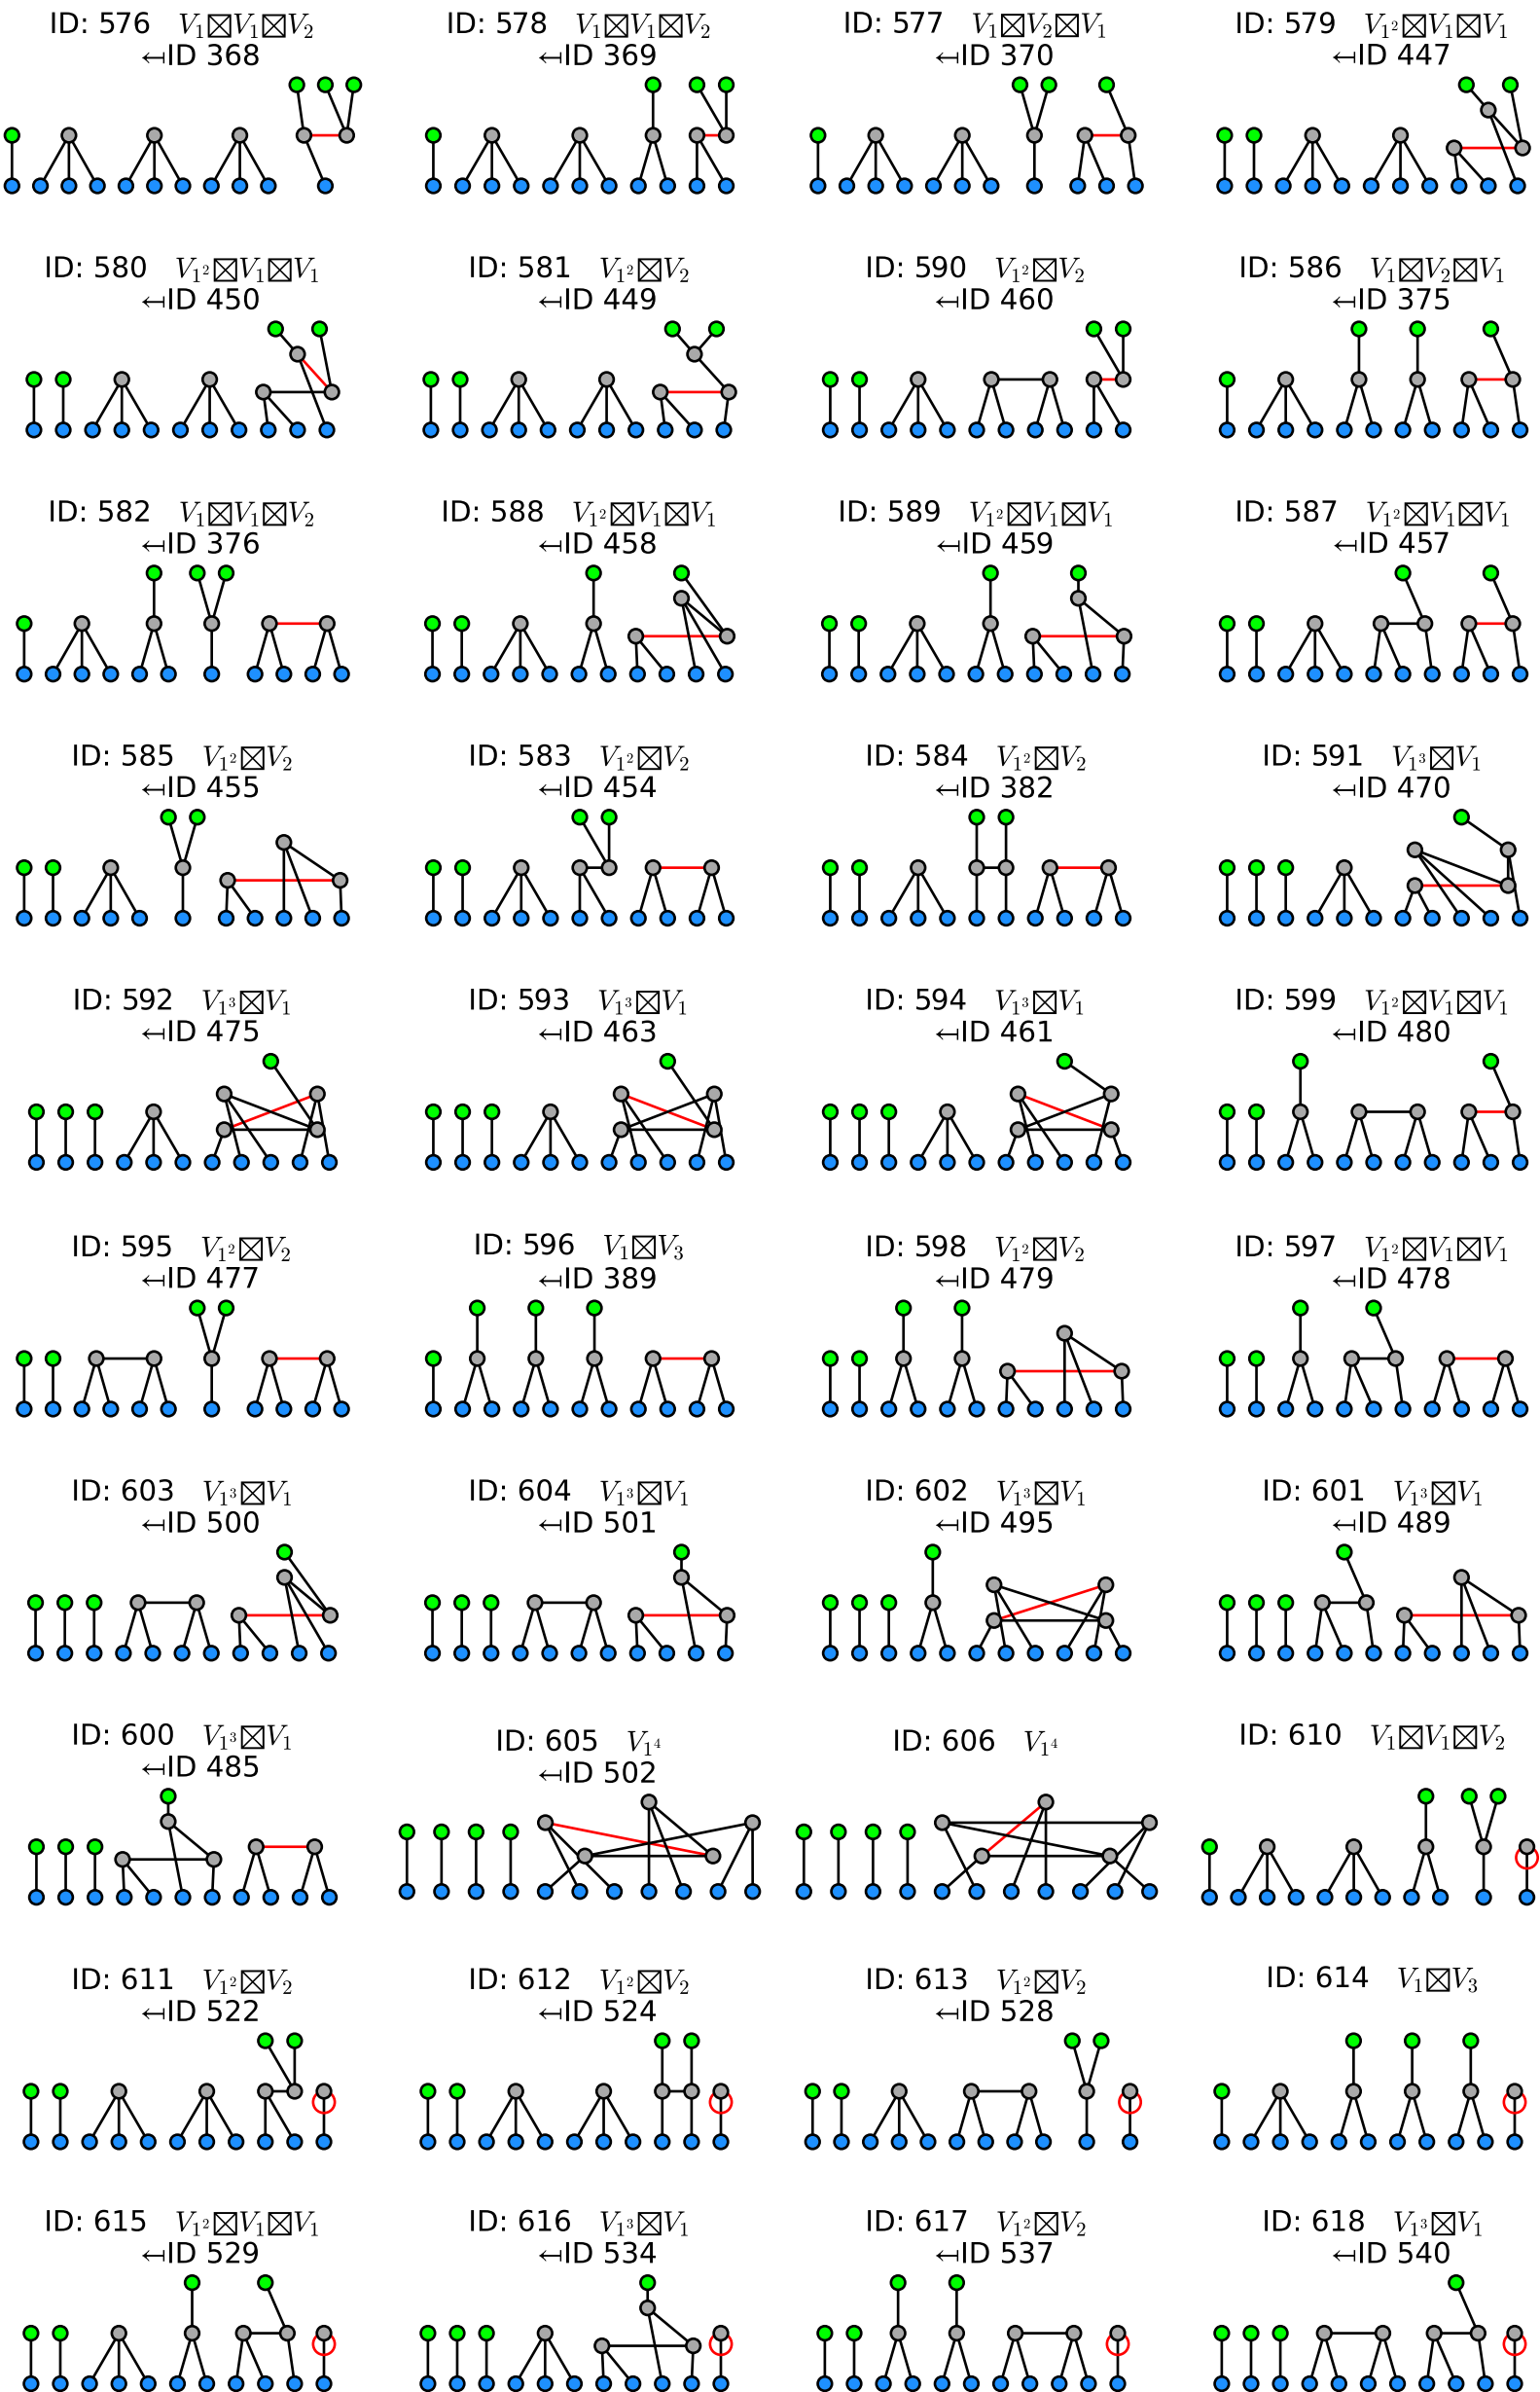 ID: 576 V₁⊠V₁⊠V₂ ID: 578 V₁⊠V₁⊠V₂ ID: 577 V₁⊠V₂⊠V₁ ID: 579 V₁²⊠V₁⊠V₁
↤ID 368 ↤ID 369 ↤ID 370 ↤ID 447
ID: 580 V₁²⊠V₁⊠V₁ ID: 581 V₁²⊠V₂ ID: 590 V₁²⊠V₂ ID: 586 V₁⊠V₂⊠V₁
↤ID 450 ↤ID 449 ↤ID 460 ↤ID 375
ID: 582 V₁⊠V₁⊠V₂ ID: 588 V₁²⊠V₁⊠V₁ ID: 589 V₁²⊠V₁⊠V₁ ID: 587 V₁²⊠V₁⊠V₁
↤ID 376 ↤ID 458 ↤ID 459 ↤ID 457
ID: 585 V₁²⊠V₂ ID: 583 V₁²⊠V₂ ID: 584 V₁²⊠V₂ ID: 591 V₁³⊠V₁
↤ID 455 ↤ID 454 ↤ID 382 ↤ID 470
ID: 592 V₁³⊠V₁ ID: 593 V₁³⊠V₁ ID: 594 V₁³⊠V₁ ID: 599 V₁²⊠V₁⊠V₁
↤ID 475 ↤ID 463 ↤ID 461 ↤ID 480
ID: 595 V₁²⊠V₂ ID: 596 V₁⊠V₃ ID: 598 V₁²⊠V₂ ID: 597 V₁²⊠V₁⊠V₁
↤ID 477 ↤ID 389 ↤ID 479 ↤ID 478
ID: 603 V₁³⊠V₁ ID: 604 V₁³⊠V₁ ID: 602 V₁³⊠V₁ ID: 601 V₁³⊠V₁
↤ID 500 ↤ID 501 ↤ID 495 ↤ID 489
ID: 600 V₁³⊠V₁ ID: 605 V₁⁴ ID: 606 V₁⁴ ID: 610 V₁⊠V₁⊠V₂
↤ID 485 ↤ID 502
ID: 611 V₁²⊠V₂ ID: 612 V₁²⊠V₂ ID: 613 V₁²⊠V₂ ID: 614 V₁⊠V₃
↤ID 522 ↤ID 524 ↤ID 528
ID: 615 V₁²⊠V₁⊠V₁ ID: 616 V₁³⊠V₁ ID: 617 V₁²⊠V₂ ID: 618 V₁³⊠V₁
↤ID 529 ↤ID 534 ↤ID 537 ↤ID 540